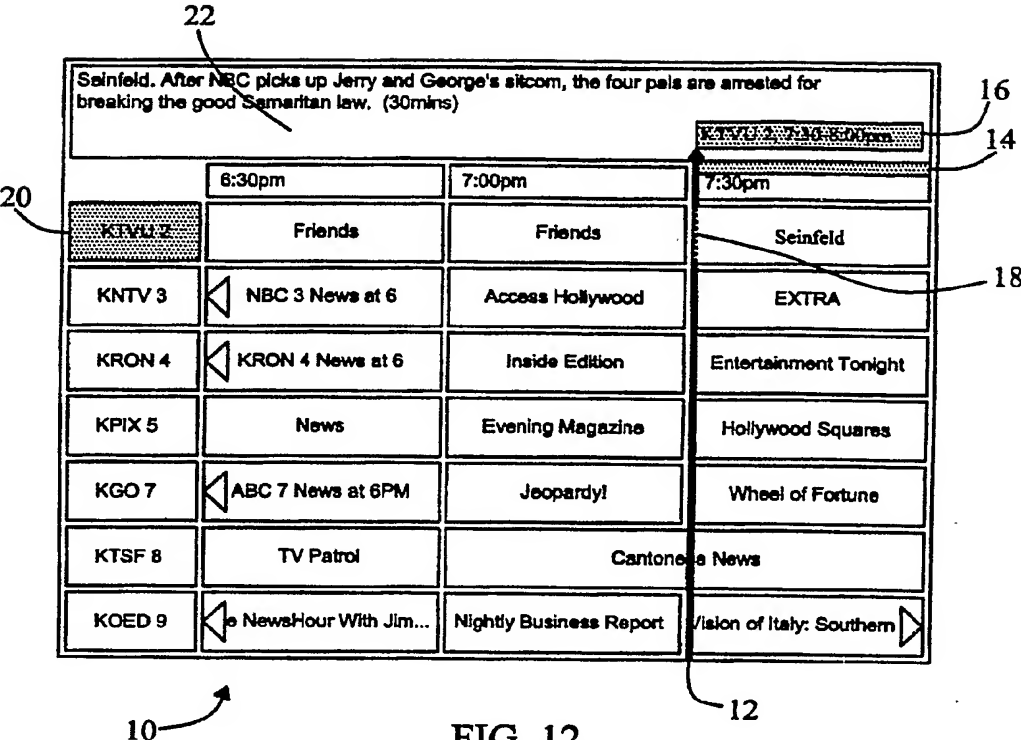 22
Seinfeld. After NBC picks up Jerry and George's sitcom, the four pals are arrested for
breaking the good Samaritan law. (30mins)
16
KTVU 2, 7:30-8:00pm
14
6:30pm 7:00pm 7:30pm
20
KTVU 2 Friends Friends Seinfeld
18
KNTV 3 NBC 3 News at 6 Access Hollywood EXTRA
KRON 4 KRON 4 News at 6 Inside Edition Entertainment Tonight
KPIX 5 News Evening Magazine Hollywood Squares
KGO 7 ABC 7 News at 6PM Jeopardy! Wheel of Fortune
KTSF 8 TV Patrol Cantonese News
KOED 9 e NewsHour With Jim... Nightly Business Report Vision of Italy: Southern
10
12
FIG. 12